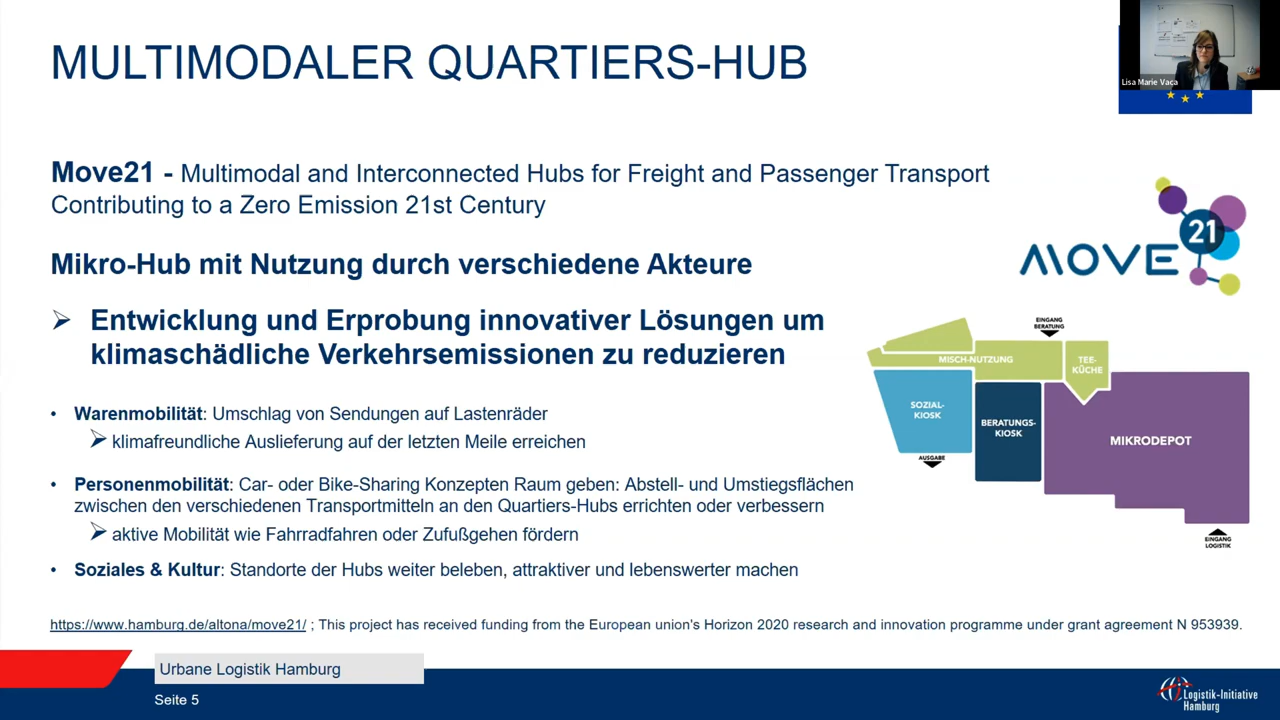 MULTIMODALER QUARTIERS-HUB
Lisa Marie Vaca
Move21 - Multimodal and Interconnected Hubs for Freight and Passenger Transport
Contributing to a Zero Emission 21st Century
MOVE 21
Mikro-Hub mit Nutzung durch verschiedene Akteure
➢ Entwicklung und Erprobung innovativer Lösungen um
klimaschädliche Verkehrsemissionen zu reduzieren
EINGANG
BERATUNG
MISCH-NUTZUNG
TEE-
KÜCHE
SOZIAL-
KIOSK
BERATUNGS-
KIOSK
MIKRODEPOT
AUSGABE
EINGANG
LOGISTIK
• Warenmobilität: Umschlag von Sendungen auf Lastenräder
➢ klimafreundliche Auslieferung auf der letzten Meile erreichen
• Personenmobilität: Car- oder Bike-Sharing Konzepten Raum geben: Abstell- und Umstiegsflächen
zwischen den verschiedenen Transportmitteln an den Quartiers-Hubs errichten oder verbessern
➢ aktive Mobilität wie Fahrradfahren oder Zufußgehen fördern
• Soziales & Kultur: Standorte der Hubs weiter beleben, attraktiver und lebenswerter machen
https://www.hamburg.de/altona/move21/ ; This project has received funding from the European union's Horizon 2020 research and innovation programme under grant agreement N 953939.
Urbane Logistik Hamburg
Seite 5
Logistik-Initiative
Hamburg